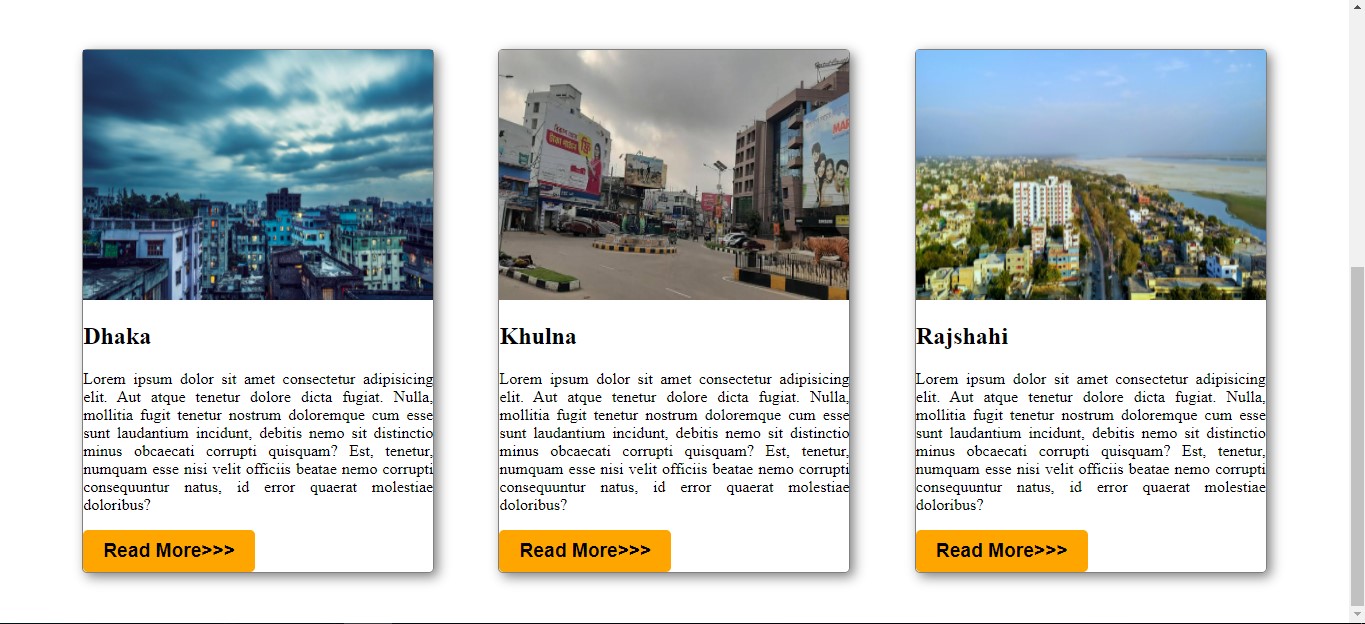 Dhaka
Lorem ipsum dolor sit amet consectetur adipisicing
elit. Aut atque tenetur dolore dicta fugiat. Nulla,
mollitia fugit tenetur nostrum doloremque cum esse
sunt laudantium incidunt, debitis nemo sit distinctio
minus obcaecati corrupti quisquam? Est, tenetur,
numquam esse nisi velit officiis beatae nemo corrupti
consequuntur natus, id error quaerat molestiae
doloribus?
Read More>>>
Khulna
Lorem ipsum dolor sit amet consectetur adipisicing
elit. Aut atque tenetur dolore dicta fugiat. Nulla,
mollitia fugit tenetur nostrum doloremque cum esse
sunt laudantium incidunt, debitis nemo sit distinctio
minus obcaecati corrupti quisquam? Est, tenetur,
numquam esse nisi velit officiis beatae nemo corrupti
consequuntur natus, id error quaerat molestiae
doloribus?
Read More>>>
Rajshahi
Lorem ipsum dolor sit amet consectetur adipisicing
elit. Aut atque tenetur dolore dicta fugiat. Nulla,
mollitia fugit tenetur nostrum doloremque cum esse
sunt laudantium incidunt, debitis nemo sit distinctio
minus obcaecati corrupti quisquam? Est, tenetur,
numquam esse nisi velit officiis beatae nemo corrupti
consequuntur natus, id error quaerat molestiae
doloribus?
Read More>>>